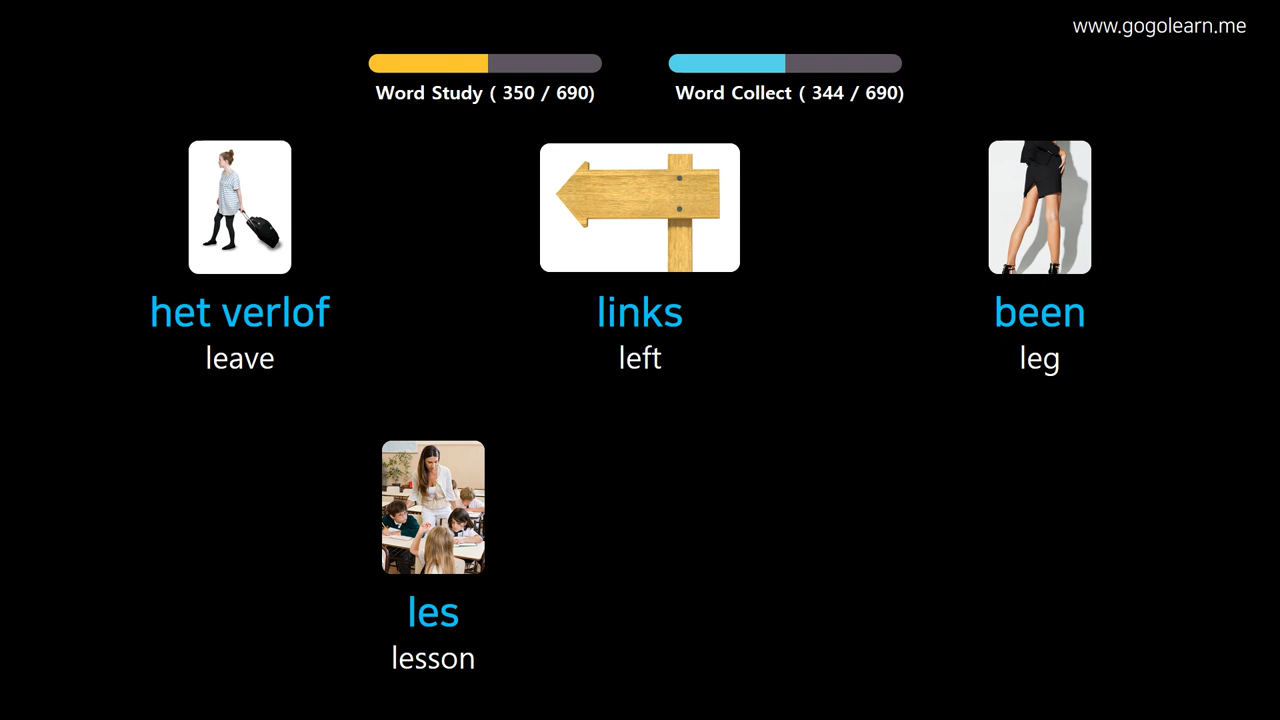 www.gogolearn.me
Word Study ( 350 / 690)
Word Collect ( 344 / 690)
het verlof
leave
links
left
been
leg
les
lesson